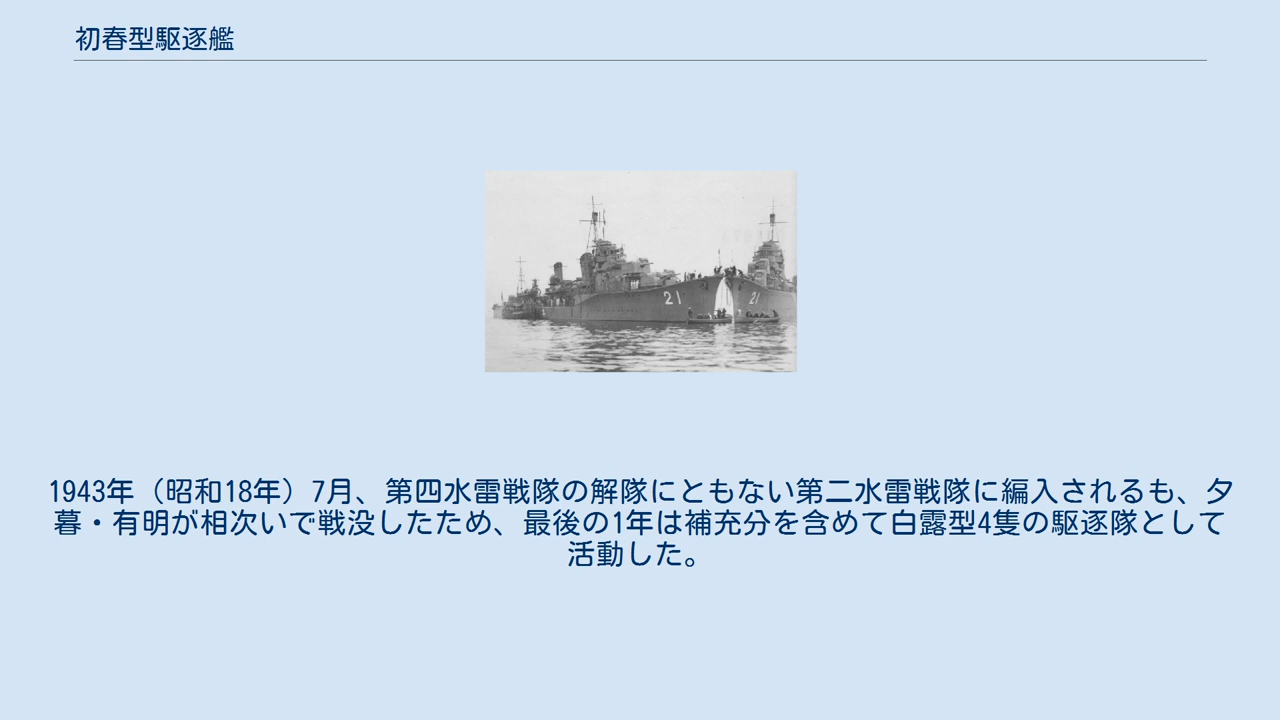 初春型駆逐艦
21
21
1943年（昭和18年）7月、第四水雷戦隊の解隊にともない第二水雷戦隊に編入されるも、夕
暮・有明が相次いで戦没したため、最後の1年は補充分を含めて白露型4隻の駆逐隊として
活動した。